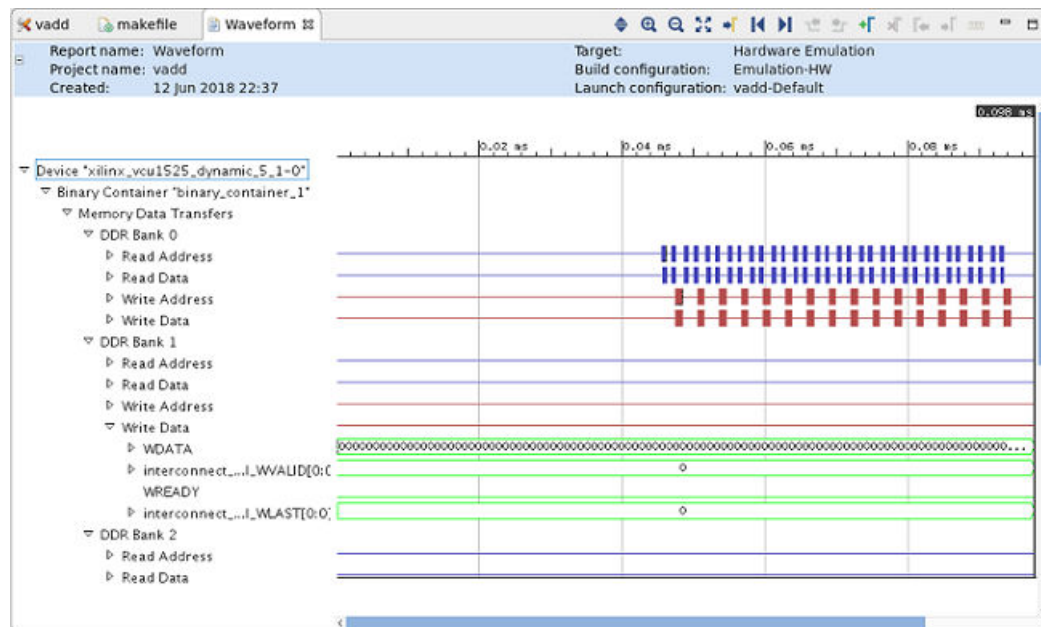 vadd makefile Waveform
Report name: Waveform
Target: Hardware Emulation
Project name: vadd
Build configuration: Emulation-HW
Created: 12 Jun 2018 22:37
Launch configuration: vadd-Default
0.098 ms
0.02 ms 0.04 ms 0.06 ms 0.08 ms
Device "xilinx_vcu1525_dynamic_5_1-0"
Binary Container "binary_container_1"
Memory Data Transfers
DDR Bank 0
Read Address
Read Data
Write Address
Write Data
DDR Bank 1
Read Address
Read Data
Write Address
Write Data
WDATA
interconnect_...I_WVALID[0:0 0
WREADY
interconnect_...I_WLAST[0:0] 0
DDR Bank 2
Read Address
Read Data